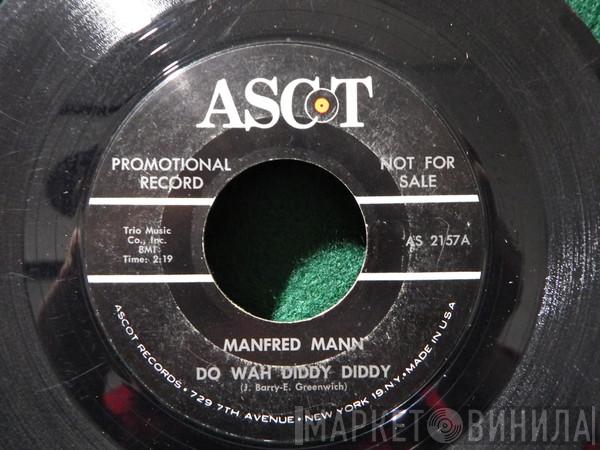 ASCOT
PROMOTIONAL
RECORD
NOT FOR
SALE
Trio Music
Co., Inc.
BMI
Time: 2:19
AS 2157A
MANFRED MANN
DO WAH DIDDY DIDDY
(J. Barry-E. Greenwich)
ASCOT RECORDS • 729 7TH AVENUE • NEW YORK 19 N.Y. • MADE IN U.S.A.
МАРКЕТ ВИНИЛА!